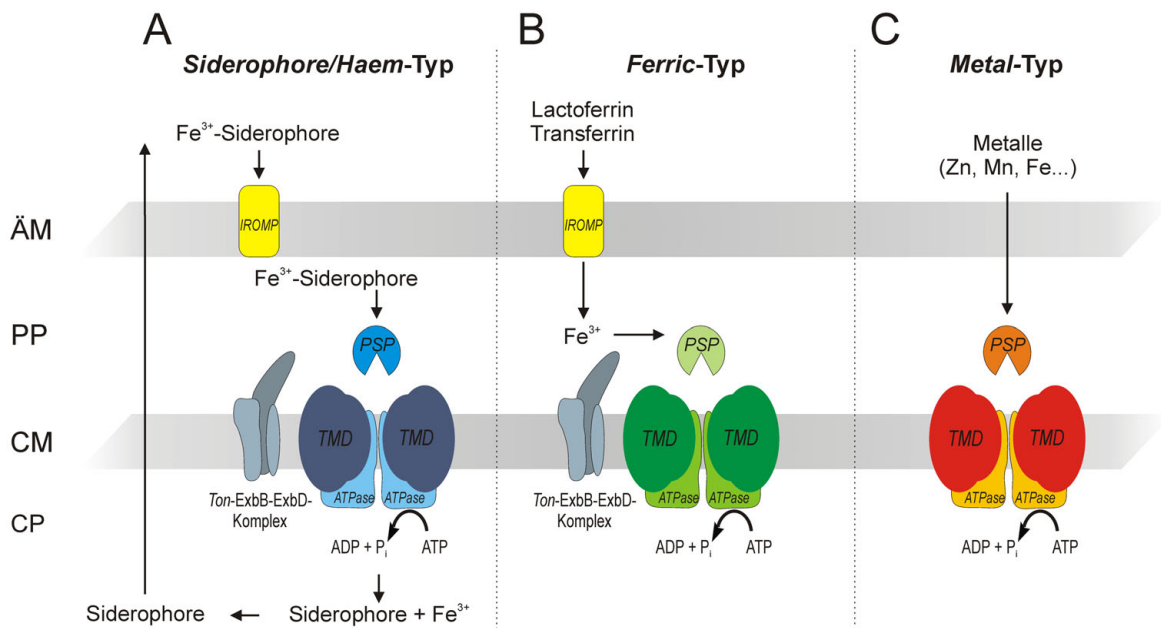 A
Siderophore/Haem-Typ
Fe³⁺-Siderophore
IROMP
Fe³⁺-Siderophore
PSP
TMD
TMD
ATPase
ATPase
Ton-ExbB-ExbD-
Komplex
ADP + Pi
ATP
Siderophore + Fe³⁺
Siderophore
B
Ferric-Typ
Lactoferrin
Transferrin
IROMP
Fe³⁺
PSP
TMD
TMD
ATPase
ATPase
Ton-ExbB-ExbD-
Komplex
ADP + Pi
ATP
C
Metal-Typ
Metalle
(Zn, Mn, Fe...)
PSP
TMD
TMD
ATPase
ATPase
ADP + Pi
ATP
ÄM
PP
CM
CP